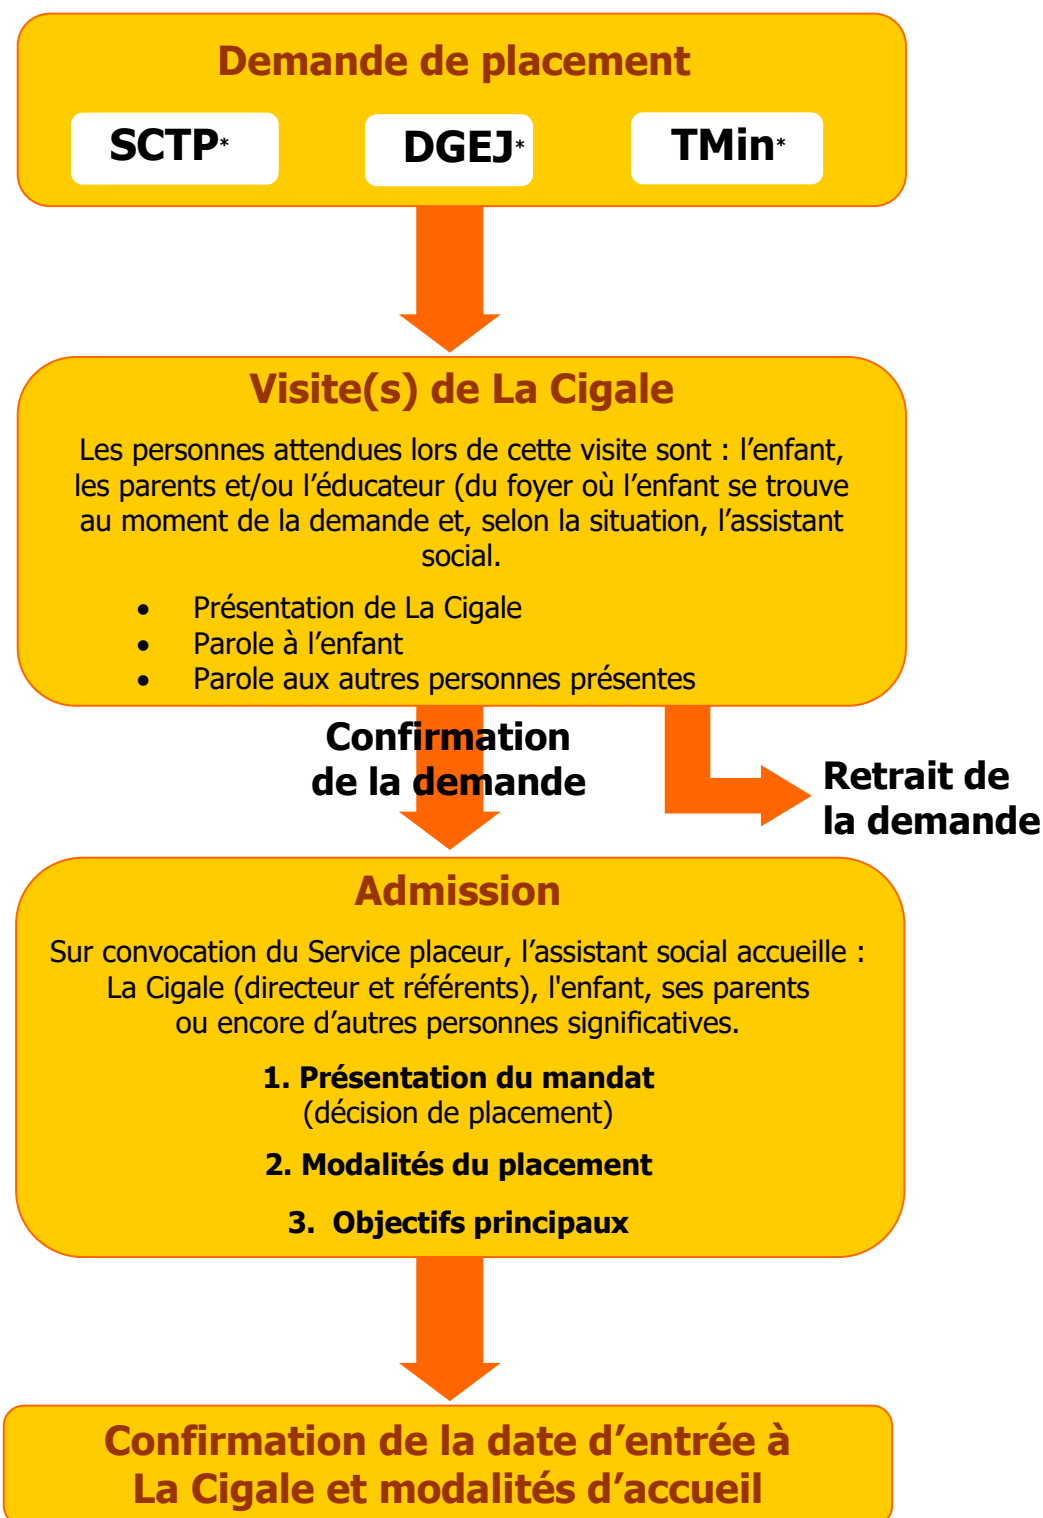 Demande de placement
SCTP* DGEJ* TMin*
Visite(s) de La Cigale
Les personnes attendues lors de cette visite sont : l’enfant,
les parents et/ou l’éducateur (du foyer où l’enfant se trouve
au moment de la demande et, selon la situation, l’assistant
social.
• Présentation de La Cigale
• Parole à l’enfant
• Parole aux autres personnes présentes
Confirmation
de la demande
Retrait de
la demande
Admission
Sur convocation du Service placeur, l’assistant social accueille :
La Cigale (directeur et référents), l'enfant, ses parents
ou encore d’autres personnes significatives.
1. Présentation du mandat
(décision de placement)
2. Modalités du placement
3. Objectifs principaux
Confirmation de la date d’entrée à
La Cigale et modalités d’accueil